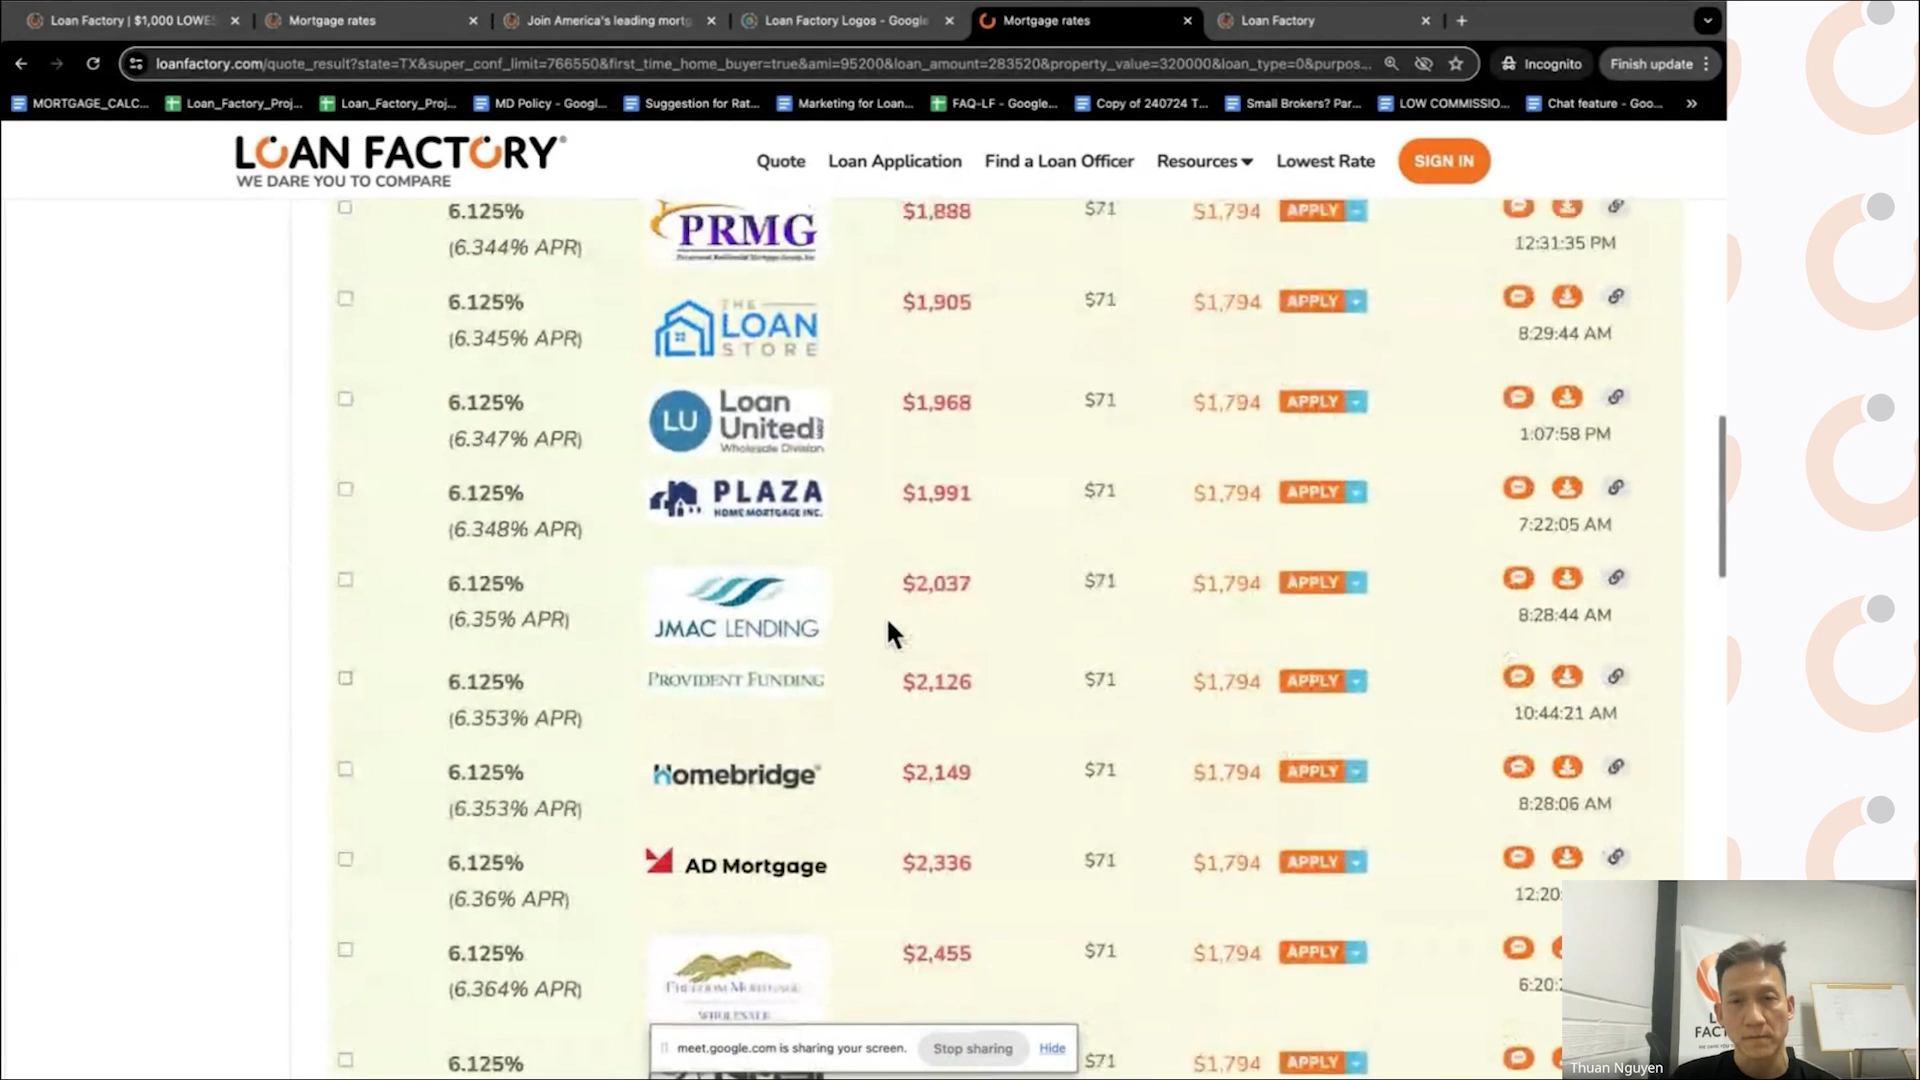 Loan Factory | $1,000 LOWE
Mortgage rates
Join America's leading mortg
Loan Factory Logos - Google
Mortgage rates
Loan Factory
loanfactory.com/quote_result?state=TX&super_conf_limit=766550&first_time_home_buyer=true&ami=95200&loan_amount=283520&property_value=320000&loan_type=0&purpos...
Incognito
Finish update
MORTGAGE_CALC...
Loan_Factory_Proj...
Loan_Factory_Proj...
MD Policy - Googl...
Suggestion for Rat...
Marketing for Loan...
FAQ-LF - Google...
Copy of 240724 T...
Small Brokers? Par...
LOW COMMISSIO...
Chat feature - Goo...
LOAN FACTORY®
WE DARE YOU TO COMPARE
Quote
Loan Application
Find a Loan Officer
Resources
Lowest Rate
SIGN IN
6.125% PRMG $1,888 $71 $1,794 APPLY
(6.344% APR) 12:31:35 PM
6.125% THE LOAN STORE $1,905 $71 $1,794 APPLY
(6.345% APR) 8:29:44 AM
6.125% LU Loan United Wholesale Division $1,968 $71 $1,794 APPLY
(6.347% APR) 1:07:58 PM
6.125% PLAZA HOME MORTGAGE INC. $1,991 $71 $1,794 APPLY
(6.348% APR) 7:22:05 AM
6.125% JMAC LENDING $2,037 $71 $1,794 APPLY
(6.35% APR) 8:28:44 AM
6.125% PROVIDENT FUNDING $2,126 $71 $1,794 APPLY
(6.353% APR) 10:44:21 AM
6.125% Homebridge $2,149 $71 $1,794 APPLY
(6.353% APR) 8:28:06 AM
6.125% AD Mortgage $2,336 $71 $1,794 APPLY
(6.36% APR) 12:20:
6.125% FREEDOM MORTGAGE WHOLESALE $2,455 $71 $1,794 APPLY
(6.364% APR) 6:20:
meet.google.com is sharing your screen. Stop sharing Hide
6.125% $71 $1,794 APPLY
Thuan Nguyen